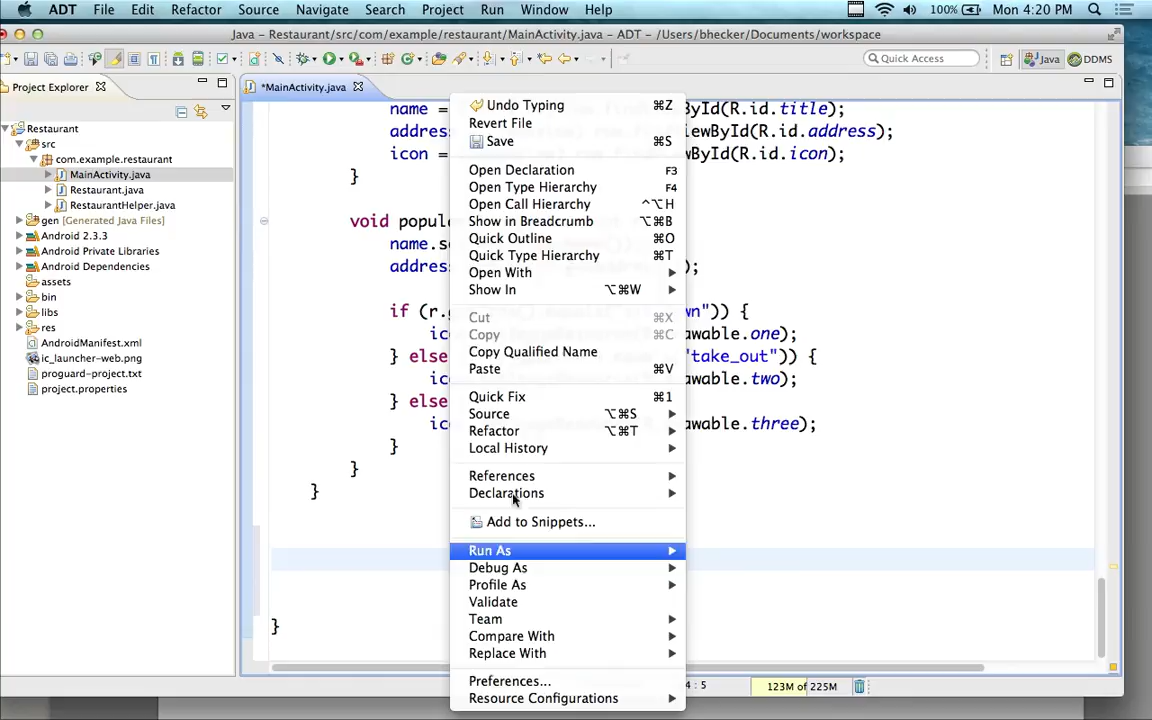 ADT File Edit Refactor Source Navigate Search Project Run Window Help 100% Mon 4:20 PM
Java – Restaurant/src/com/example/restaurant/MainActivity.java – ADT – /Users/bhecker/Documents/workspace
Quick Access Java DDMS
Project Explorer
Restaurant
src
com.example.restaurant
MainActivity.java
Restaurant.java
RestaurantHelper.java
gen [Generated Java Files]
Android 2.3.3
Android Private Libraries
Android Dependencies
assets
bin
libs
res
AndroidManifest.xml
ic_launcher-web.png
proguard-project.txt
project.properties
*MainActivity.java
name = ById(R.id.title);
address iewById(R.id.address);
icon = ById(R.id.icon);
}
void popula
name.s
addres );
if (r. wn")) {
ic awable.one);
} else "take_out")) {
ic awable.two);
} else
ic awable.three);
}
}
}
}
Undo Typing ⌘Z
Revert File
Save ⌘S
Open Declaration F3
Open Type Hierarchy F4
Open Call Hierarchy ^⌥H
Show in Breadcrumb ⌥⌘B
Quick Outline ⌘O
Quick Type Hierarchy ⌘T
Open With
Show In ⌥⌘W
Cut ⌘X
Copy ⌘C
Copy Qualified Name
Paste ⌘V
Quick Fix ⌘1
Source ⌥⌘S
Refactor ⌥⌘T
Local History
References
Declarations
Add to Snippets...
Run As
Debug As
Profile As
Validate
Team
Compare With
Replace With
Preferences...
Resource Configurations
4 : 5 123M of 225M